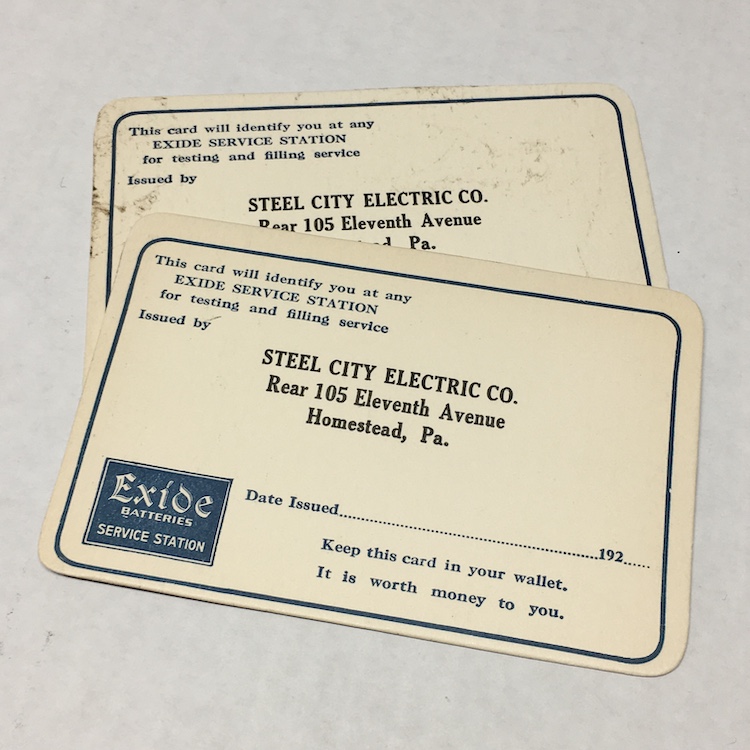 This card will identify you at any
EXIDE SERVICE STATION
for testing and filling service
Issued by
STEEL CITY ELECTRIC CO.
Rear 105 Eleventh Avenue
Pa.
This card will identify you at any
EXIDE SERVICE STATION
for testing and filling service
Issued by
STEEL CITY ELECTRIC CO.
Rear 105 Eleventh Avenue
Homestead, Pa.
Exide
BATTERIES
SERVICE STATION
Date Issued........................................192.....
Keep this card in your wallet.
It is worth money to you.